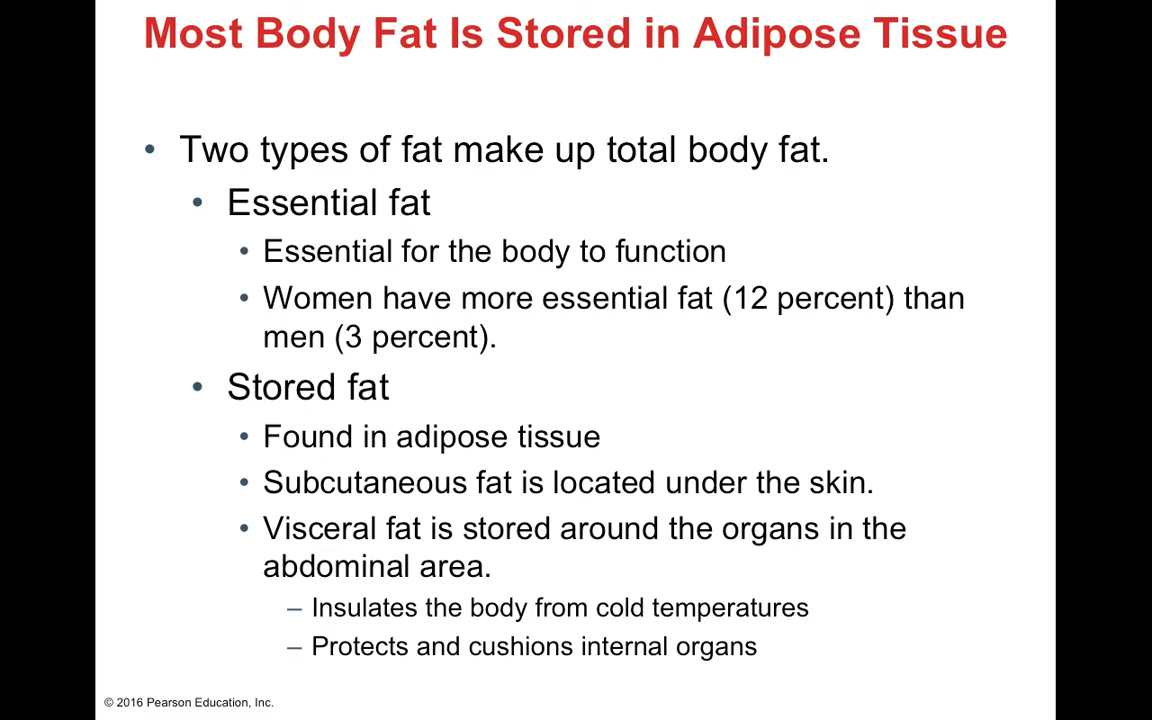 Most Body Fat Is Stored in Adipose Tissue
• Two types of fat make up total body fat.
• Essential fat
• Essential for the body to function
• Women have more essential fat (12 percent) than
men (3 percent).
• Stored fat
• Found in adipose tissue
• Subcutaneous fat is located under the skin.
• Visceral fat is stored around the organs in the
abdominal area.
– Insulates the body from cold temperatures
– Protects and cushions internal organs
© 2016 Pearson Education, Inc.